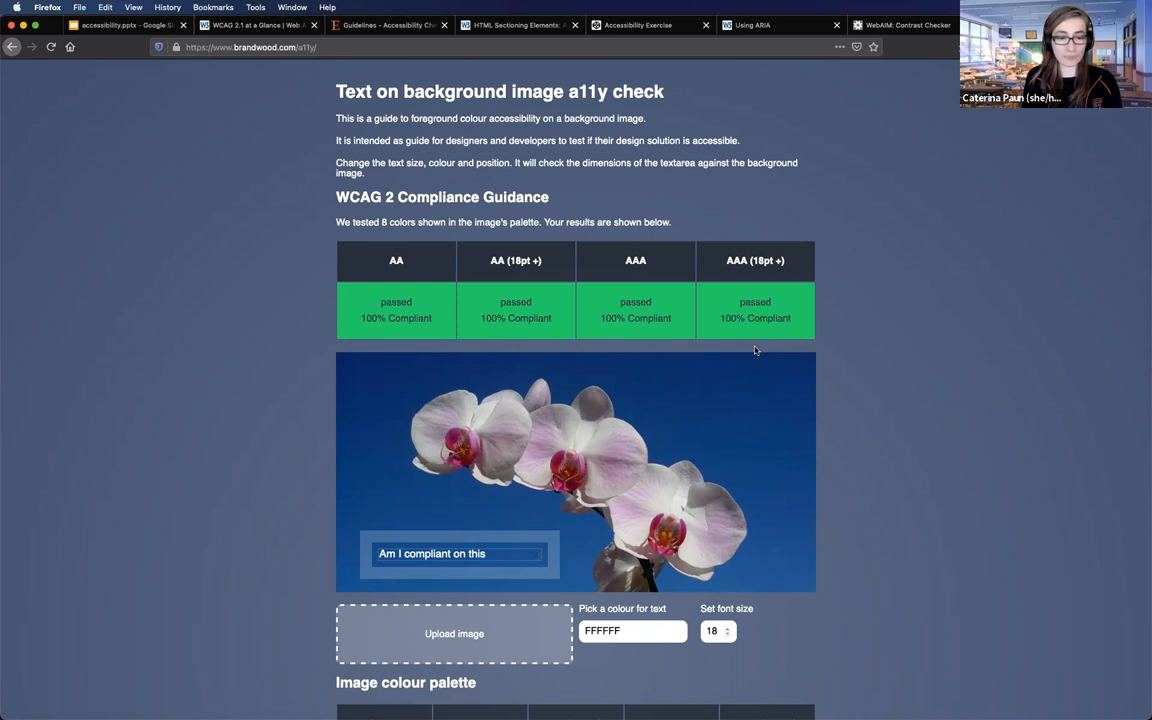 Firefox File Edit View History Bookmarks Tools Window Help
accessibility.pptx - Google Sl
WCAG 2.1 at a Glance | Web A
Guidelines - Accessibility Che
HTML Sectioning Elements: A
Accessibility Exercise
Using ARIA
WebAIM: Contrast Checker
https://www.brandwood.com/a11y/
Caterina Paun (she/h...
Text on background image a11y check
This is a guide to foreground colour accessibility on a background image.
It is intended as guide for designers and developers to test if their design solution is accessible.
Change the text size, colour and position. It will check the dimensions of the textarea against the background
image.
WCAG 2 Compliance Guidance
We tested 8 colors shown in the image's palette. Your results are shown below.
AA AA (18pt +) AAA AAA (18pt +)
passed passed passed passed
100% Compliant 100% Compliant 100% Compliant 100% Compliant
Am I compliant on this
Upload image
Pick a colour for text Set font size
FFFFFF 18
Image colour palette